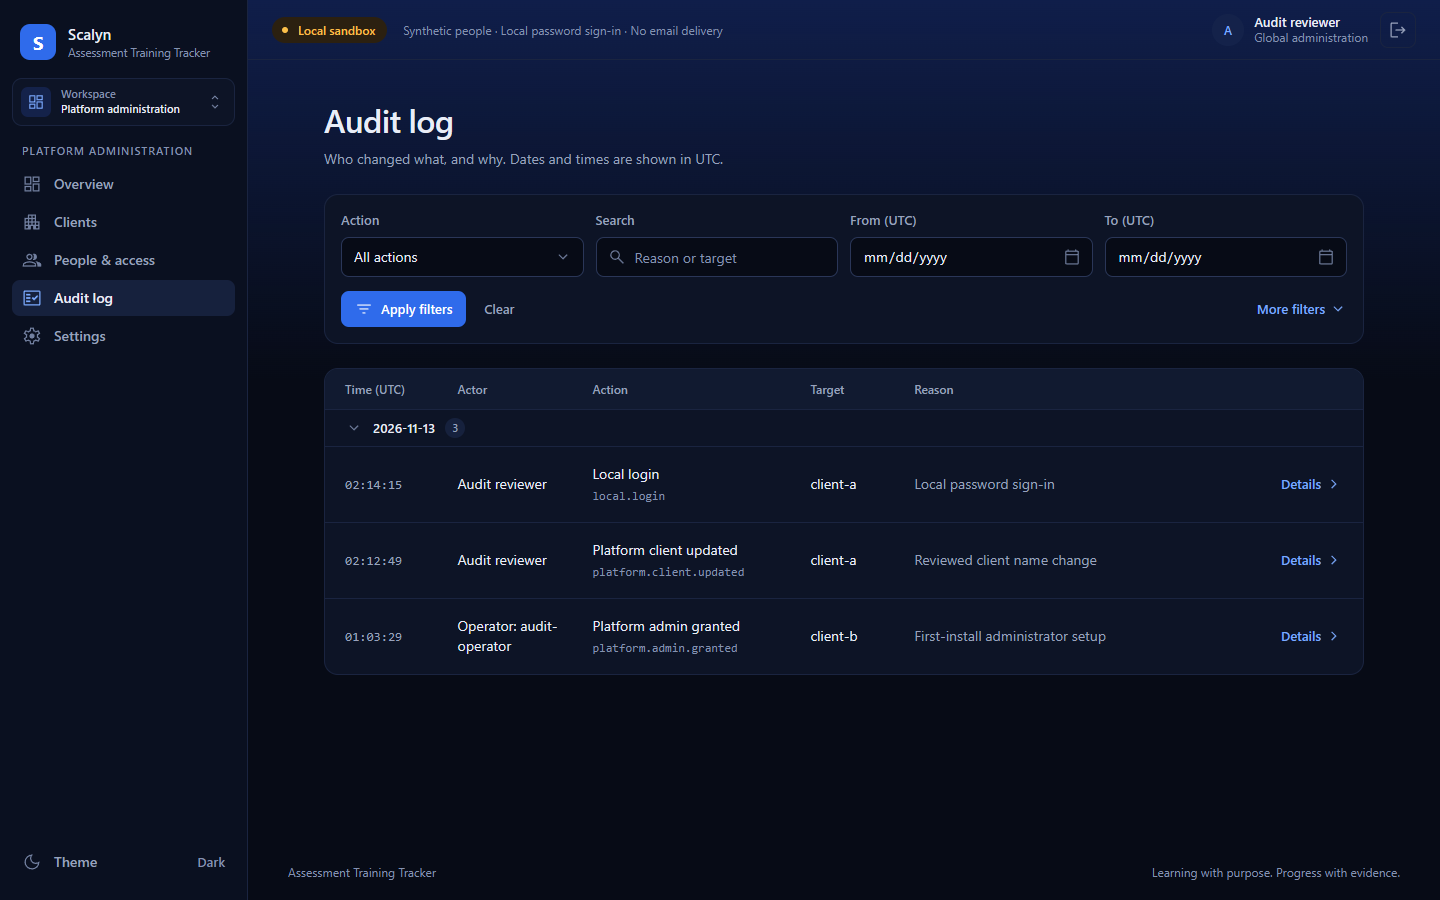 S
Scalyn
Assessment Training Tracker
Workspace
Platform administration
PLATFORM ADMINISTRATION
Overview
Clients
People & access
Audit log
Settings
Theme Dark
Local sandbox
Synthetic people · Local password sign-in · No email delivery
A
Audit reviewer
Global administration
Audit log
Who changed what, and why. Dates and times are shown in UTC.
Action Search From (UTC) To (UTC)
All actions Reason or target mm/dd/yyyy mm/dd/yyyy
Apply filters Clear More filters
Time (UTC) Actor Action Target Reason
2026-11-13 3
02:14:15 Audit reviewer Local login client-a Local password sign-in Details
local.login
02:12:49 Audit reviewer Platform client updated client-a Reviewed client name change Details
platform.client.updated
01:03:29 Operator: audit-operator Platform admin granted client-b First-install administrator setup Details
platform.admin.granted
Assessment Training Tracker Learning with purpose. Progress with evidence.